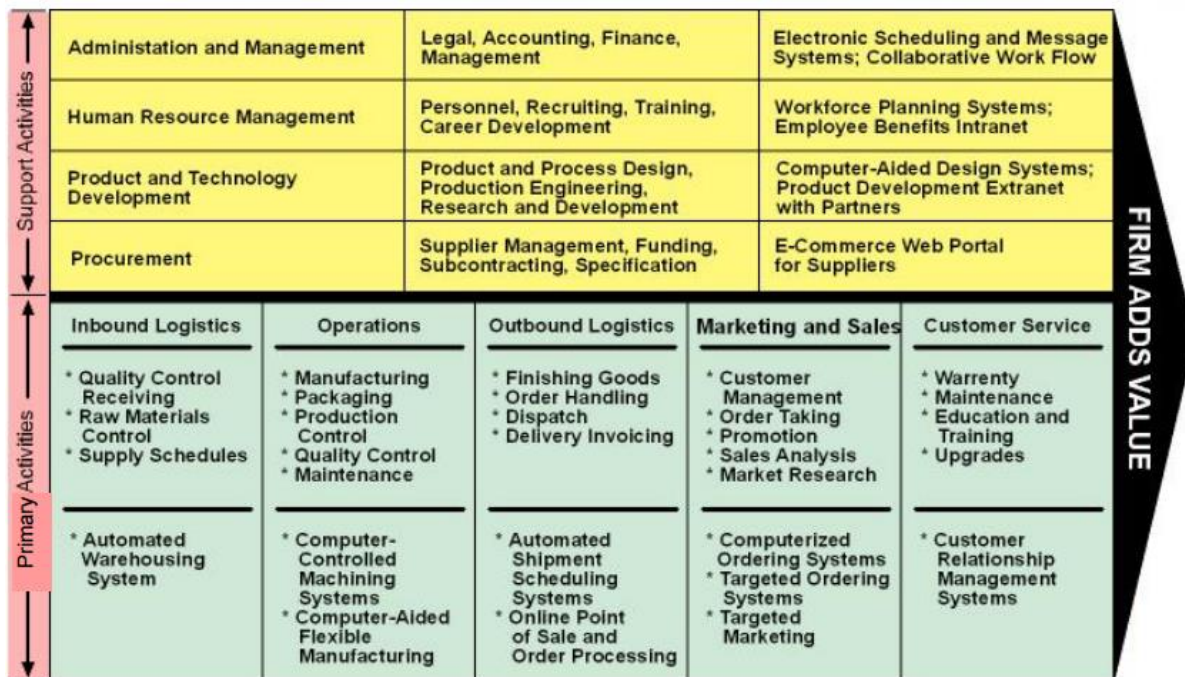 Support Activities
Administation and Management
Legal, Accounting, Finance,
Management
Electronic Scheduling and Message
Systems; Collaborative Work Flow
Human Resource Management
Personnel, Recruiting, Training,
Career Development
Workforce Planning Systems;
Employee Benefits Intranet
Product and Technology
Development
Product and Process Design,
Production Engineering,
Research and Development
Computer-Aided Design Systems;
Product Development Extranet
with Partners
Procurement
Supplier Management, Funding,
Subcontracting, Specification
E-Commerce Web Portal
for Suppliers
Primary Activities
Inbound Logistics
* Quality Control
Receiving
* Raw Materials
Control
* Supply Schedules
* Automated
Warehousing
System
Operations
* Manufacturing
* Packaging
* Production
Control
* Quality Control
* Maintenance
* Computer-
Controlled
Machining
Systems
* Computer-Aided
Flexible
Manufacturing
Outbound Logistics
* Finishing Goods
* Order Handling
* Dispatch
* Delivery Invoicing
* Automated
Shipment
Scheduling
Systems
* Online Point
of Sale and
Order Processing
Marketing and Sales
* Customer
Management
* Order Taking
* Promotion
* Sales Analysis
* Market Research
* Computerized
Ordering Systems
* Targeted Ordering
Systems
* Targeted
Marketing
Customer Service
* Warrenty
* Maintenance
* Education and
Training
* Upgrades
* Customer
Relationship
Management
Systems
FIRM ADDS VALUE